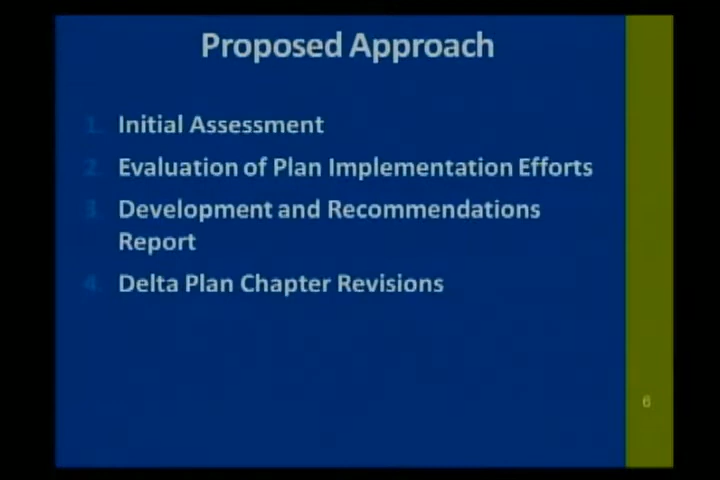 Proposed Approach
1. Initial Assessment
2. Evaluation of Plan Implementation Efforts
3. Development and Recommendations
Report
4. Delta Plan Chapter Revisions
6